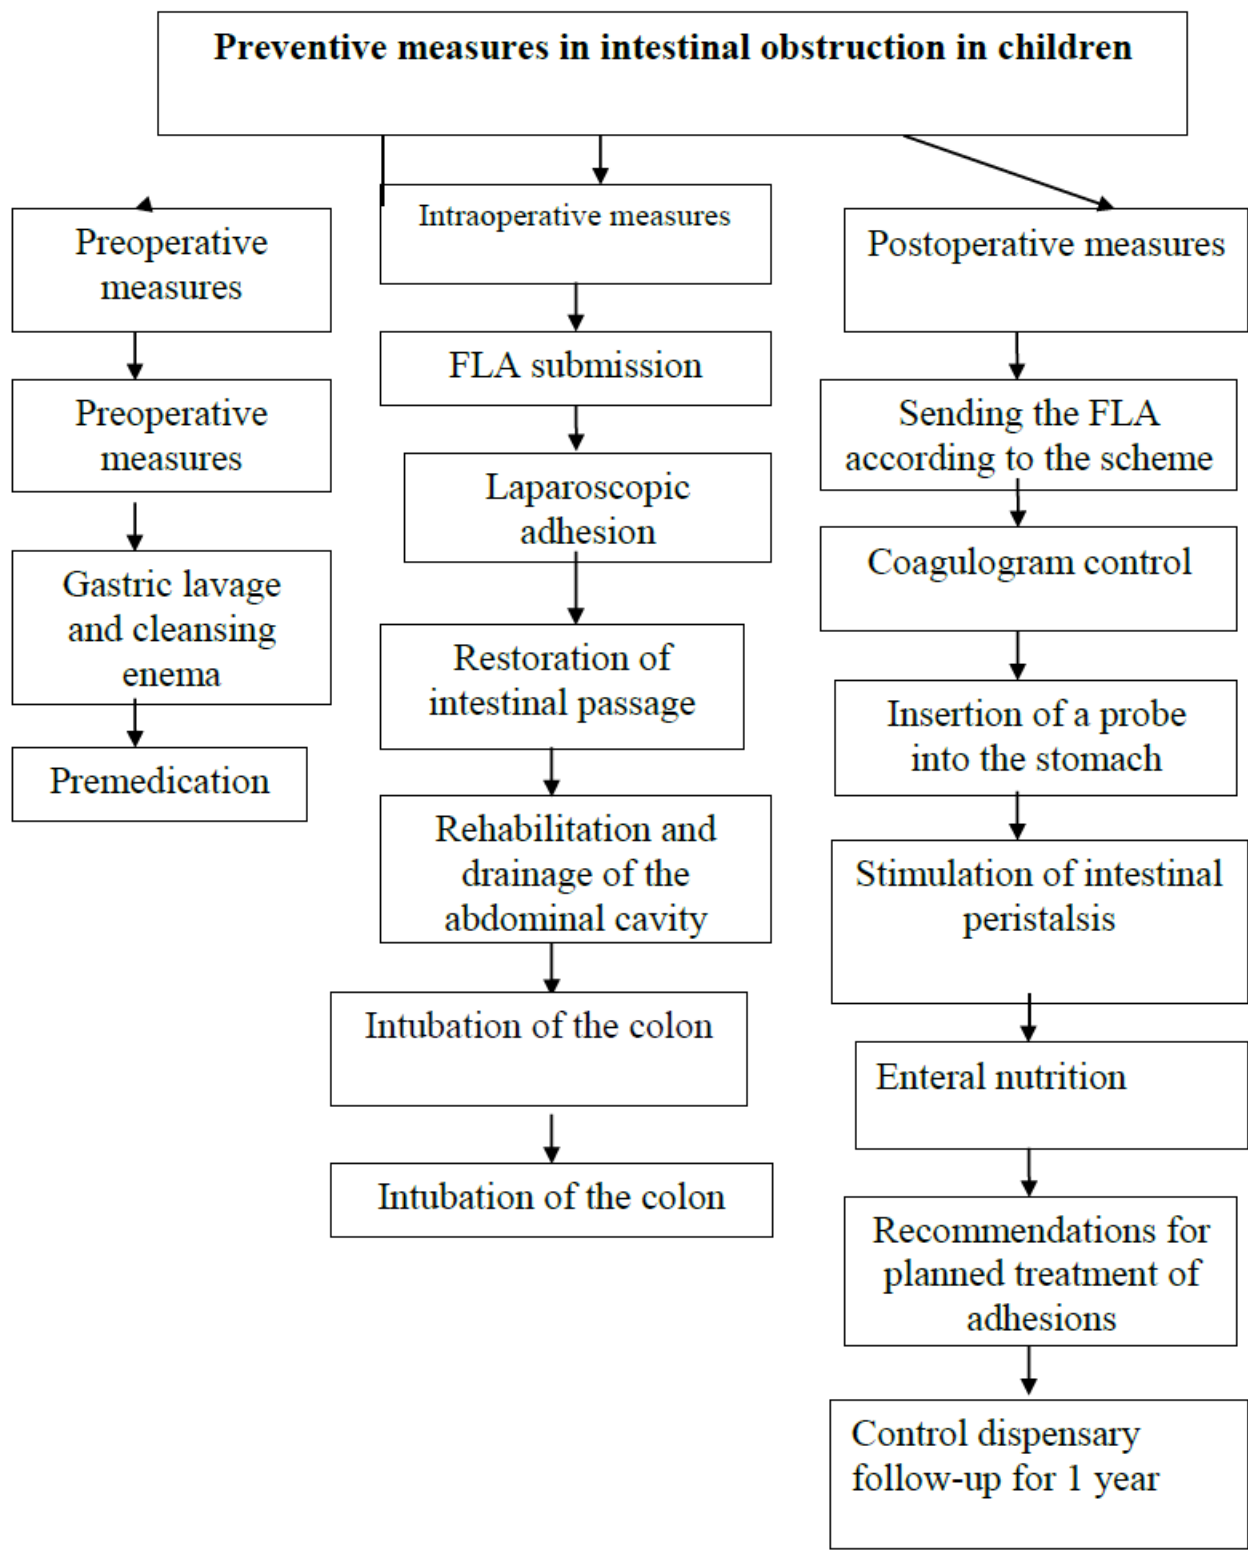 Preventive measures in intestinal obstruction in children
Preoperative
measures
Preoperative
measures
Gastric lavage
and cleansing
enema
Premedication
Intraoperative measures
FLA submission
Laparoscopic
adhesion
Restoration of
intestinal passage
Rehabilitation and
drainage of the
abdominal cavity
Intubation of the colon
Intubation of the colon
Postoperative measures
Sending the FLA
according to the scheme
Coagulogram control
Insertion of a probe
into the stomach
Stimulation of intestinal
peristalsis
Enteral nutrition
Recommendations for
planned treatment of
adhesions
Control dispensary
follow-up for 1 year